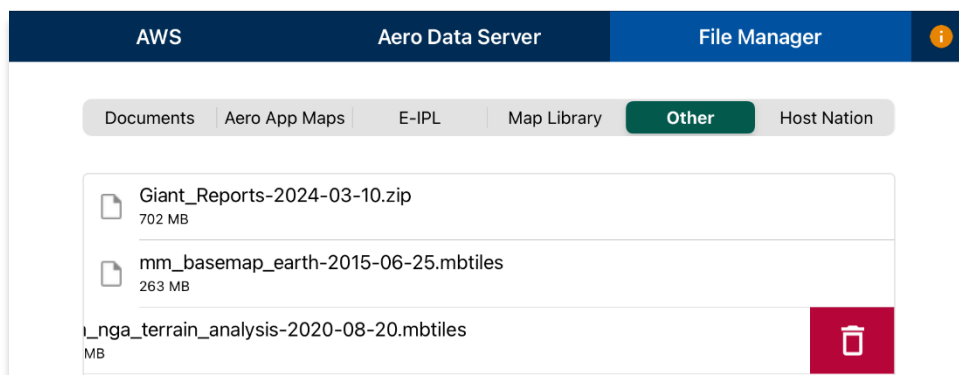 AWS Aero Data Server File Manager i
Documents Aero App Maps E-IPL Map Library Other Host Nation
Giant_Reports-2024-03-10.zip
702 MB
mm_basemap_earth-2015-06-25.mbtiles
263 MB
_nga_terrain_analysis-2020-08-20.mbtiles
MB